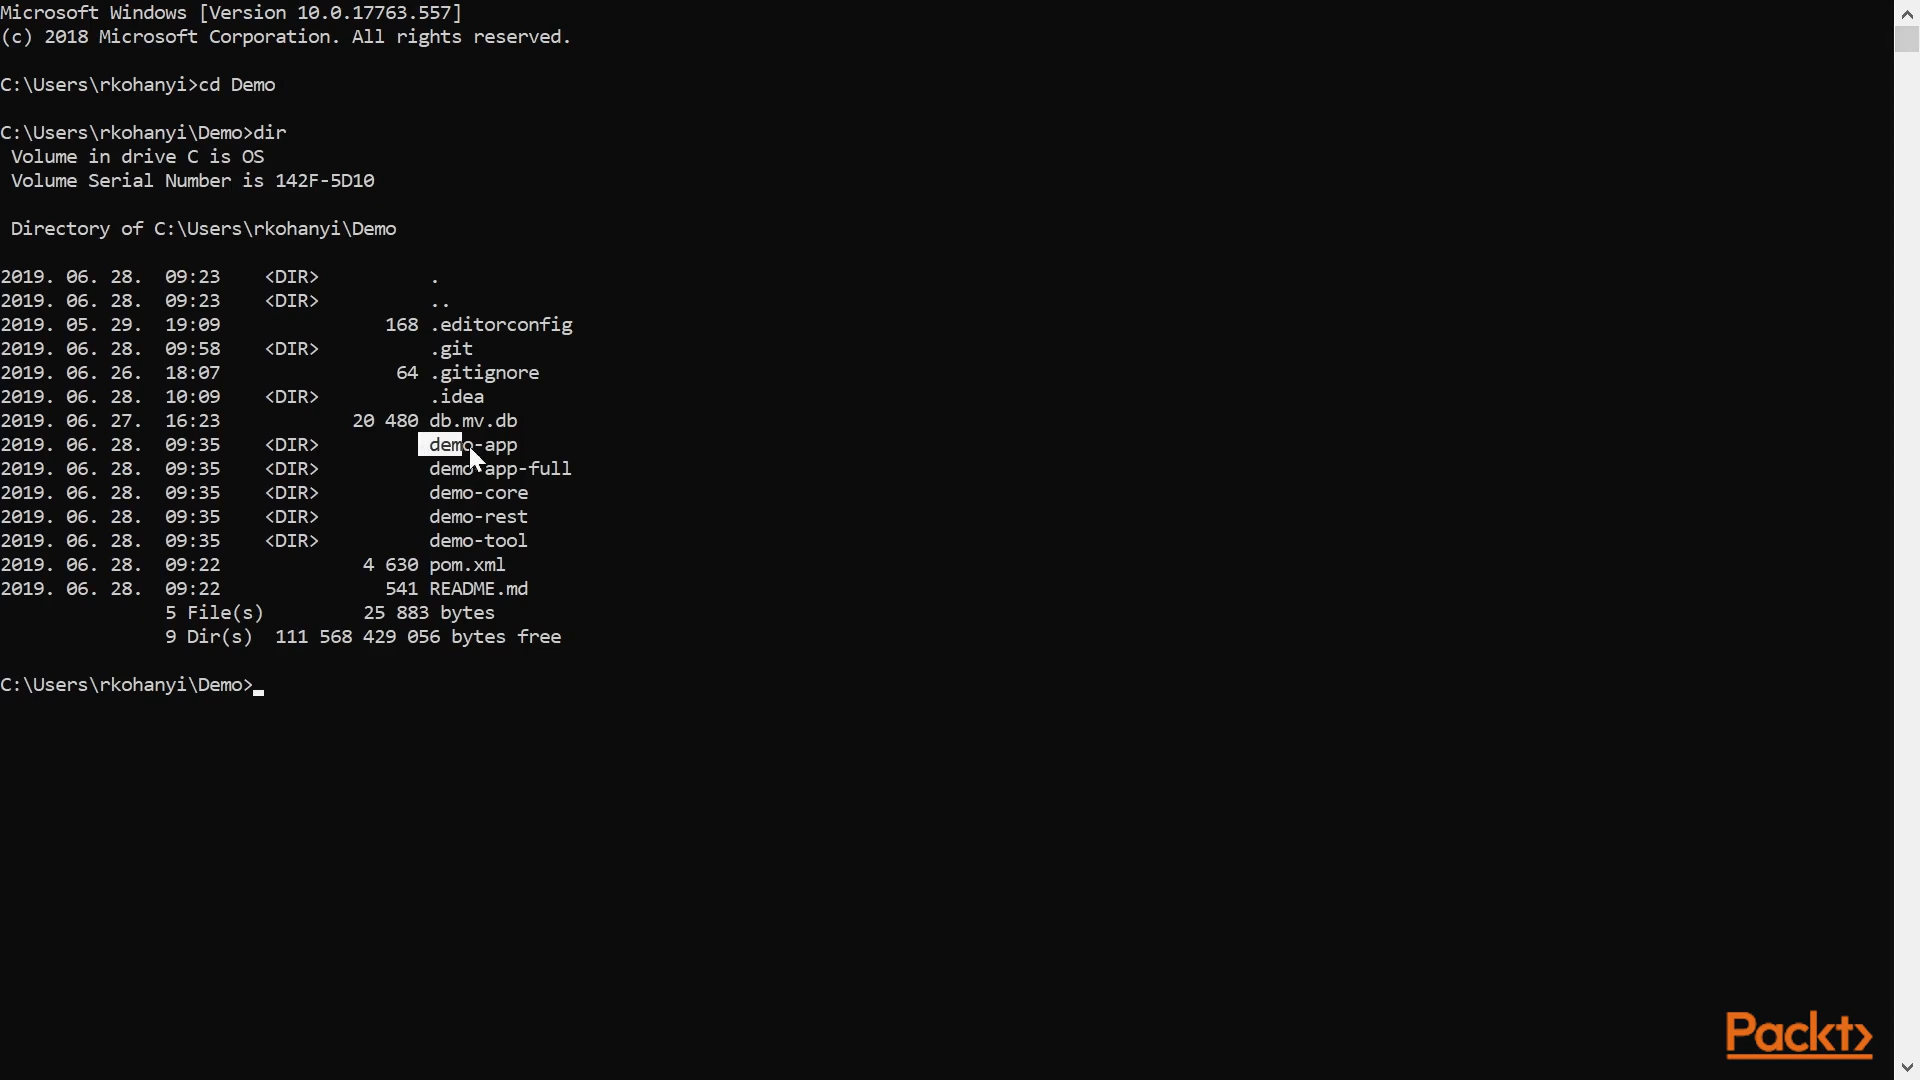 Microsoft Windows [Version 10.0.17763.557]
(c) 2018 Microsoft Corporation. All rights reserved.
C:\Users\rkohanyi>cd Demo
C:\Users\rkohanyi\Demo>dir
Volume in drive C is OS
Volume Serial Number is 142F-5D10
Directory of C:\Users\rkohanyi\Demo
2019. 06. 28.  09:23    <DIR>          .
2019. 06. 28.  09:23    <DIR>          ..
2019. 05. 29.  19:09               168 .editorconfig
2019. 06. 28.  09:58    <DIR>          .git
2019. 06. 26.  18:07                64 .gitignore
2019. 06. 28.  10:09    <DIR>          .idea
2019. 06. 27.  16:23            20 480 db.mv.db
2019. 06. 28.  09:35    <DIR>          demo-app
2019. 06. 28.  09:35    <DIR>          demo-app-full
2019. 06. 28.  09:35    <DIR>          demo-core
2019. 06. 28.  09:35    <DIR>          demo-rest
2019. 06. 28.  09:35    <DIR>          demo-tool
2019. 06. 28.  09:22             4 630 pom.xml
2019. 06. 28.  09:22               541 README.md
5 File(s)         25 883 bytes
9 Dir(s)  111 568 429 056 bytes free
C:\Users\rkohanyi\Demo>
Packt>